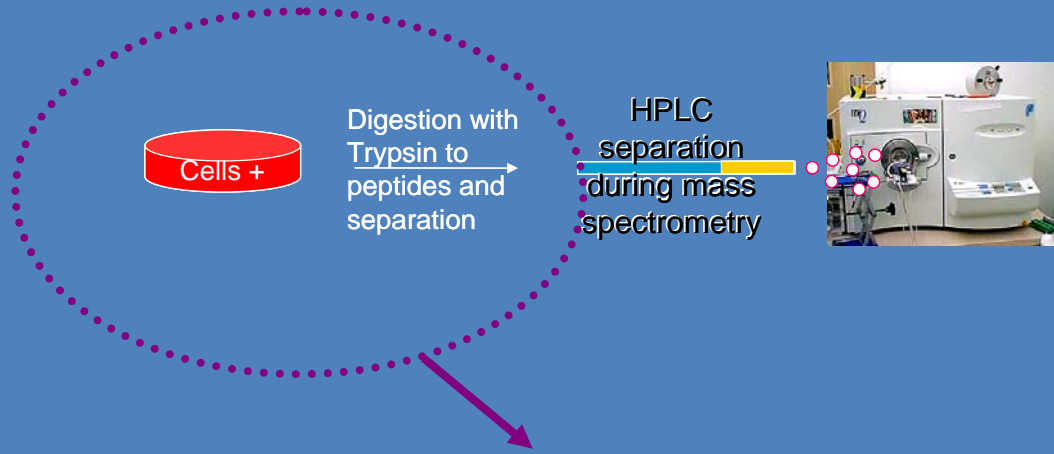 Cells +
Digestion with
Trypsin to
peptides and
separation
HPLC
separation
during mass
spectrometry